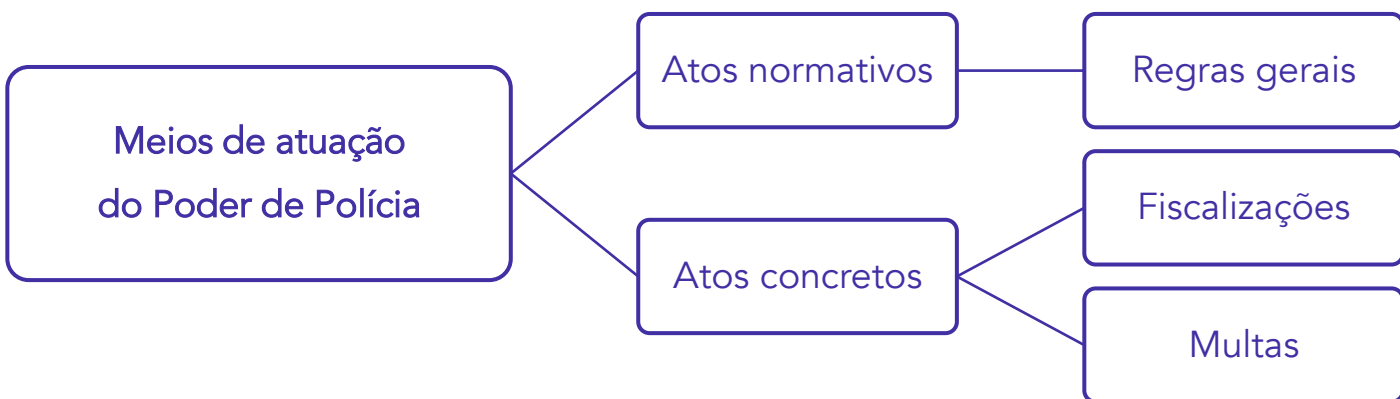 Meios de atuação
do Poder de Polícia
Atos normativos
Regras gerais
Atos concretos
Fiscalizações
Multas